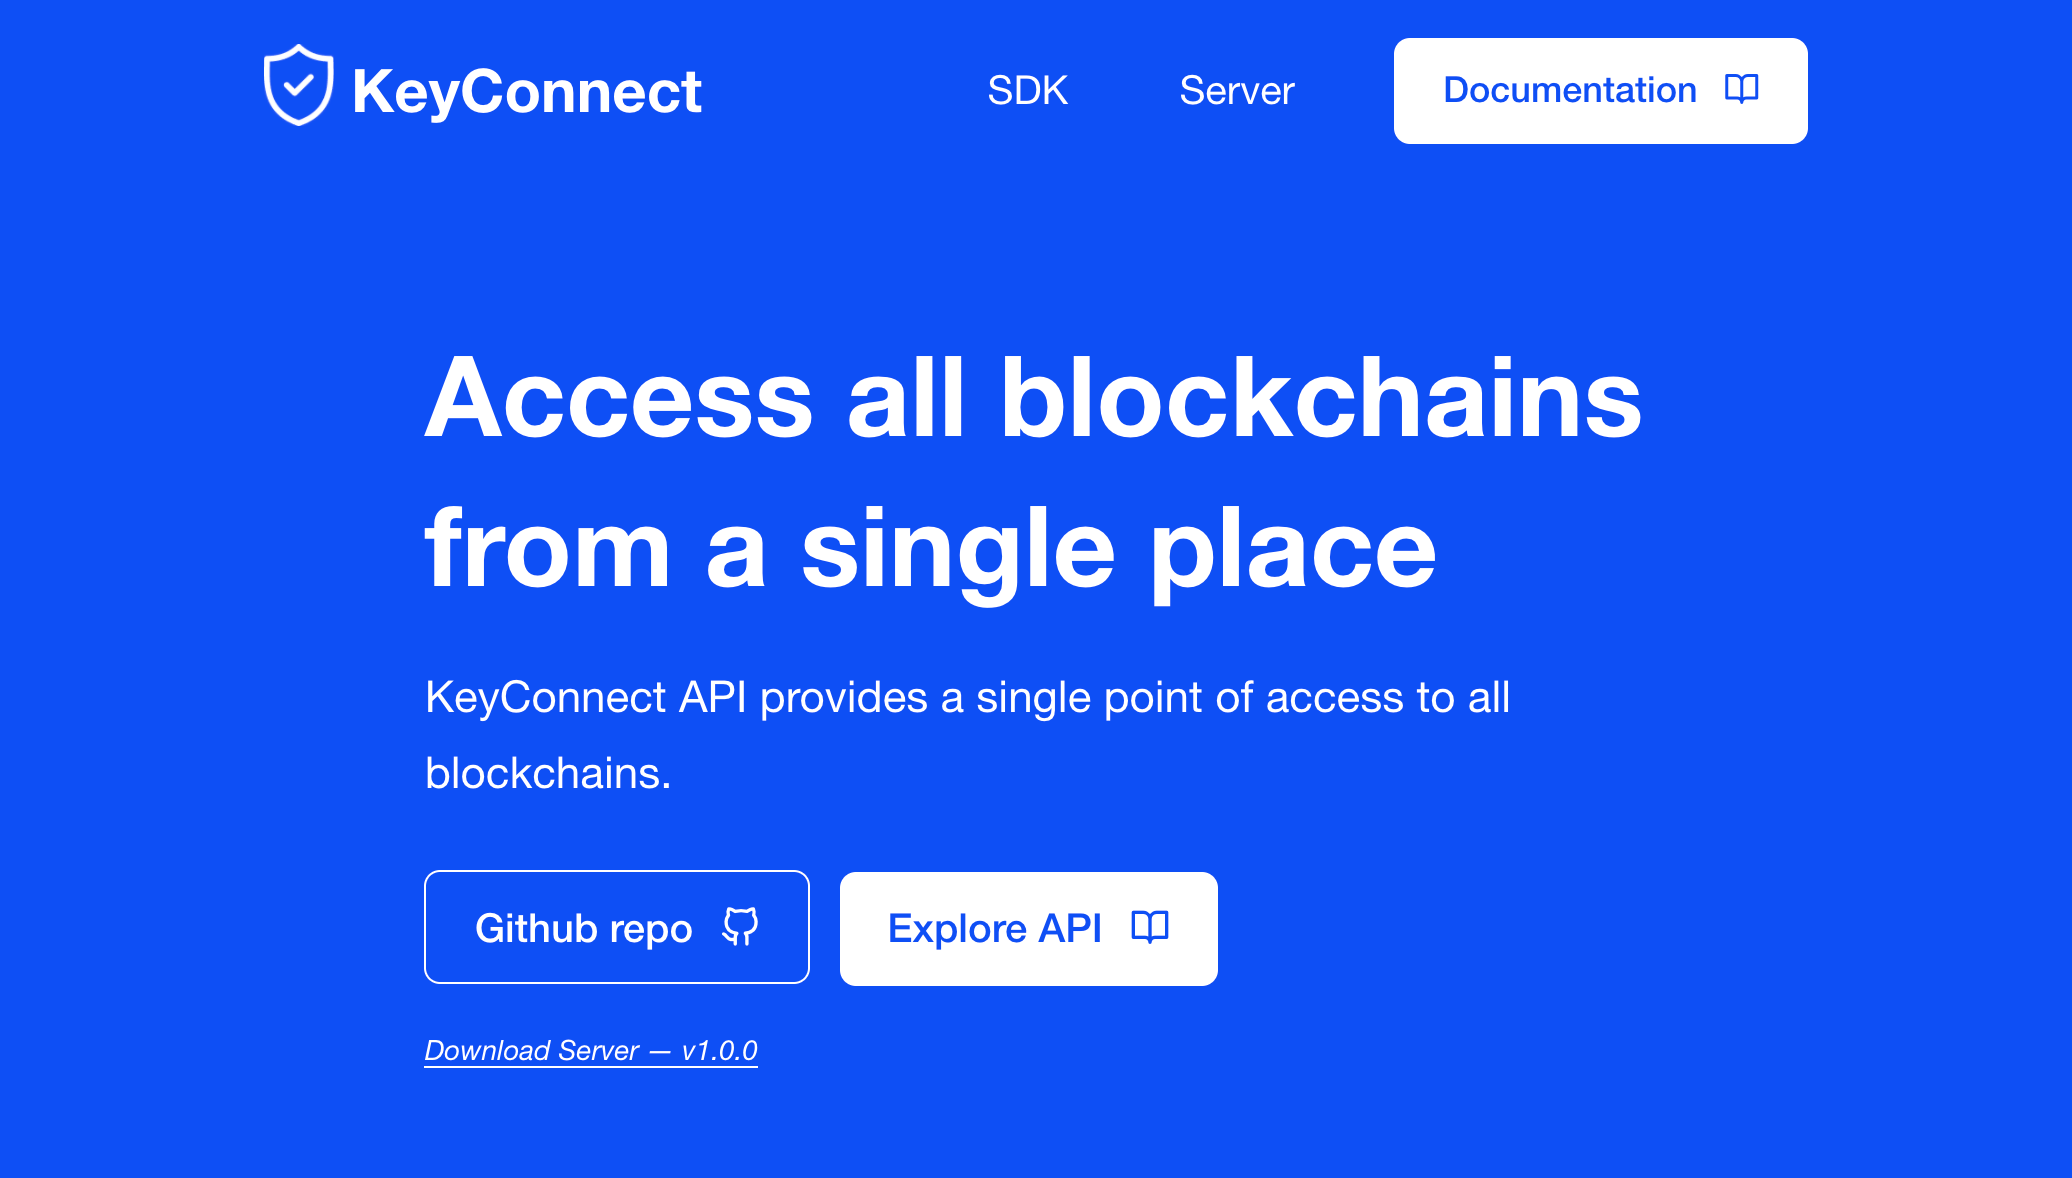 KeyConnect
SDK
Server
Documentation
Access all blockchains
from a single place
KeyConnect API provides a single point of access to all
blockchains.
Github repo
Explore API
Download Server — v1.0.0